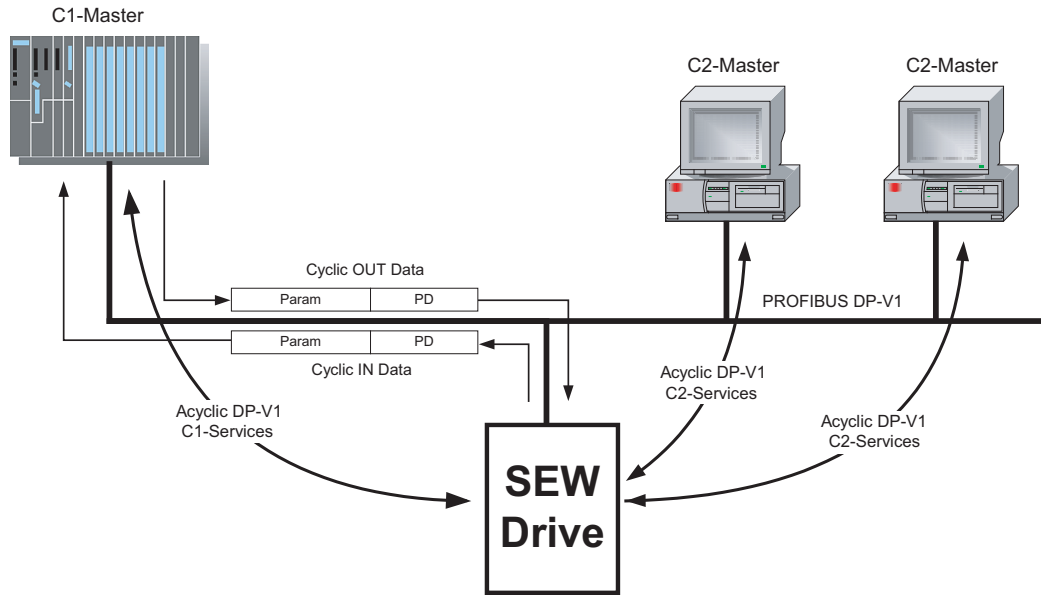 C1-Master
C2-Master
C2-Master
Cyclic OUT Data
Param
PD
PROFIBUS DP-V1
Param
PD
Cyclic IN Data
Acyclic DP-V1
C1-Services
Acyclic DP-V1
C2-Services
Acyclic DP-V1
C2-Services
SEW
Drive